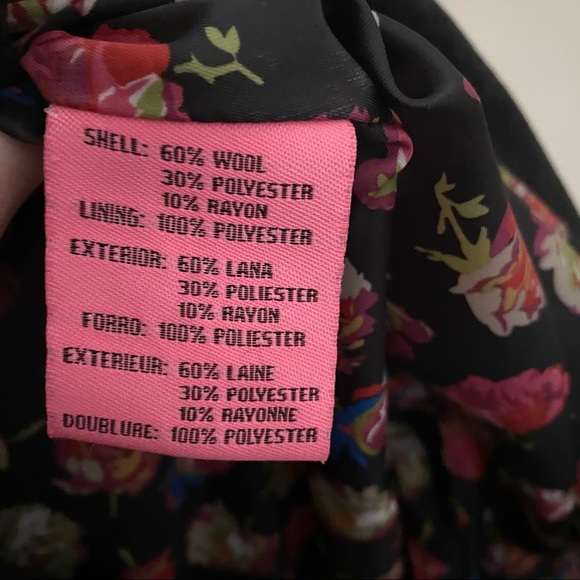 SHELL: 60% WOOL
30% POLYESTER
10% RAYON
LINING: 100% POLYESTER
EXTERIOR: 60% LANA
30% POLIESTER
10% RAYON
FORRO: 100% POLIESTER
EXTERIEUR: 60% LAINE
30% POLYESTER
10% RAYONNE
DOUBLURE: 100% POLYESTER